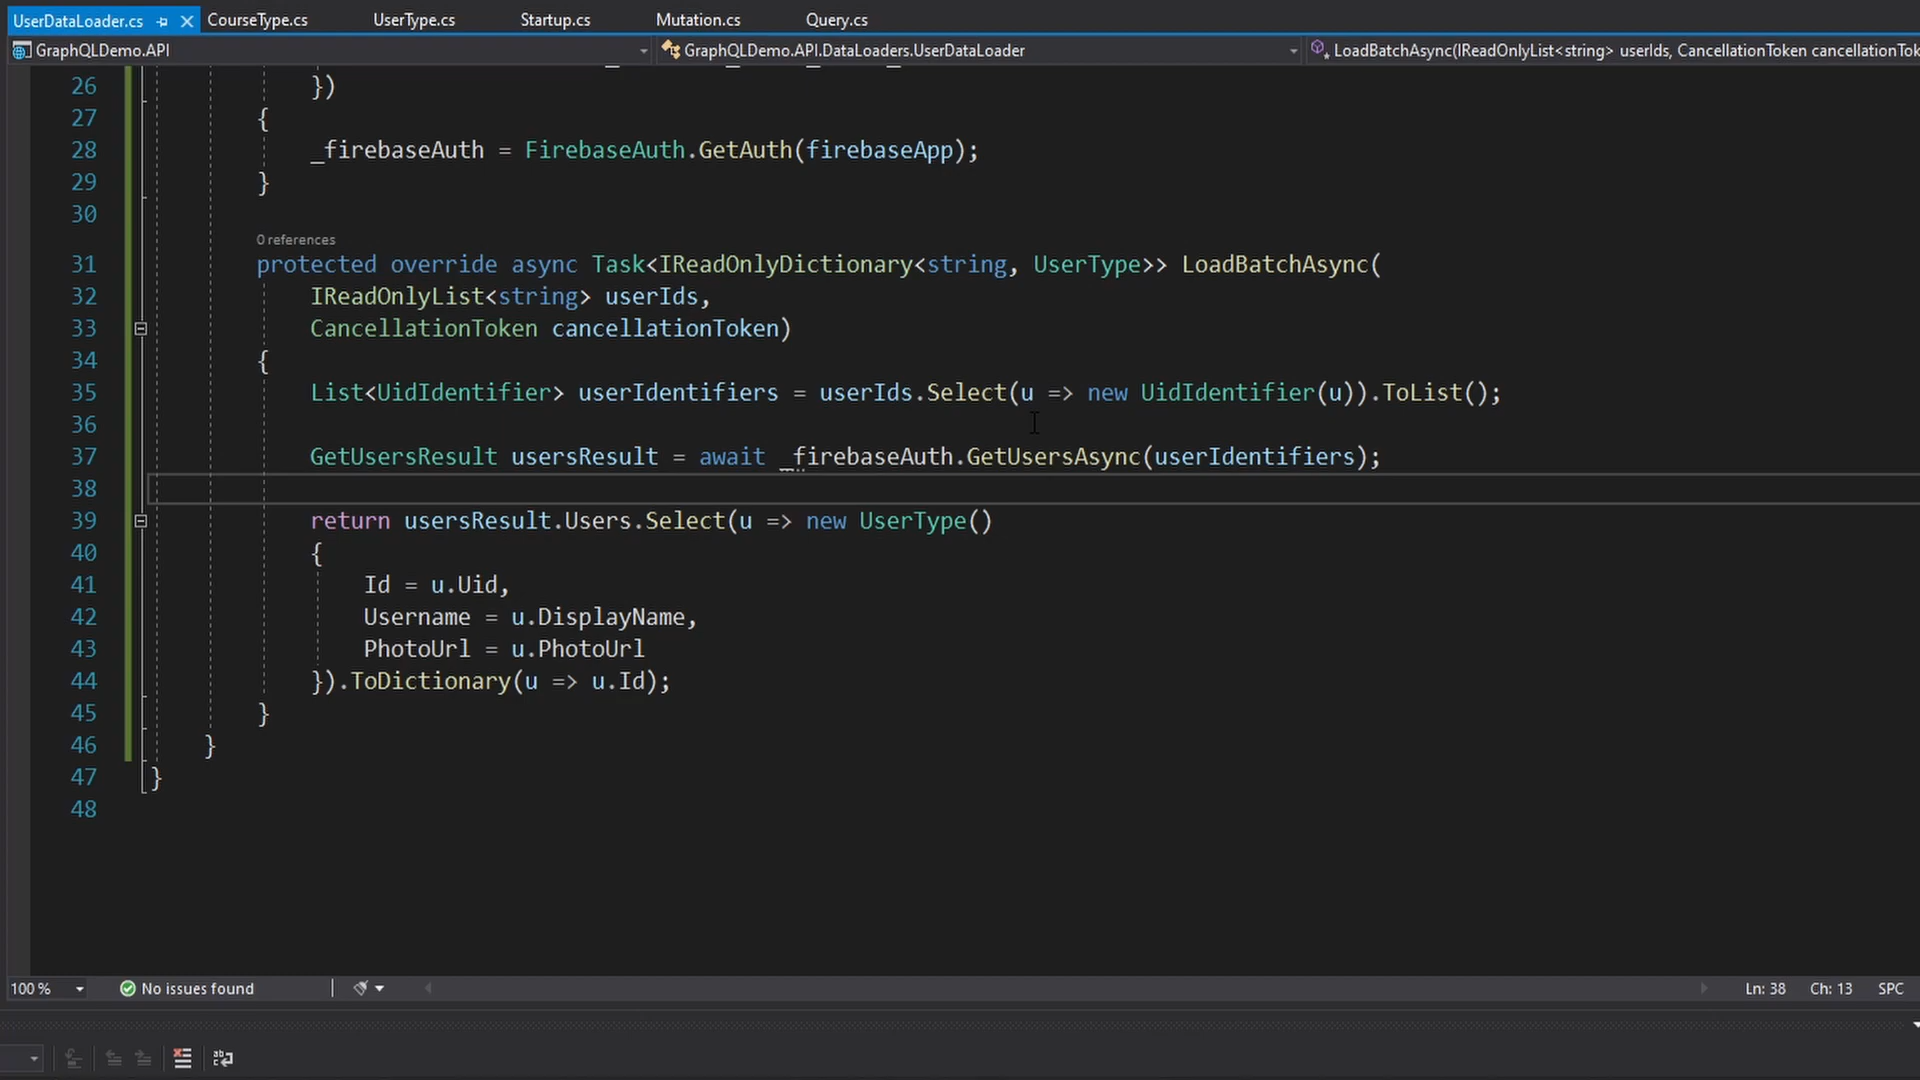 UserDataLoader.cs CourseType.cs UserType.cs Startup.cs Mutation.cs Query.cs
GraphQLDemo.API GraphQLDemo.API.DataLoaders.UserDataLoader LoadBatchAsync(IReadOnlyList<string> userIds, CancellationToken cancellationTok
26 })
27 {
28 _firebaseAuth = FirebaseAuth.GetAuth(firebaseApp);
29 }
30
0 references
31 protected override async Task<IReadOnlyDictionary<string, UserType>> LoadBatchAsync(
32 IReadOnlyList<string> userIds,
33 CancellationToken cancellationToken)
34 {
35 List<UidIdentifier> userIdentifiers = userIds.Select(u => new UidIdentifier(u)).ToList();
36
37 GetUsersResult usersResult = await _firebaseAuth.GetUsersAsync(userIdentifiers);
38
39 return usersResult.Users.Select(u => new UserType()
40 {
41 Id = u.Uid,
42 Username = u.DisplayName,
43 PhotoUrl = u.PhotoUrl
44 }).ToDictionary(u => u.Id);
45 }
46 }
47 }
48
100 % No issues found Ln: 38 Ch: 13 SPC